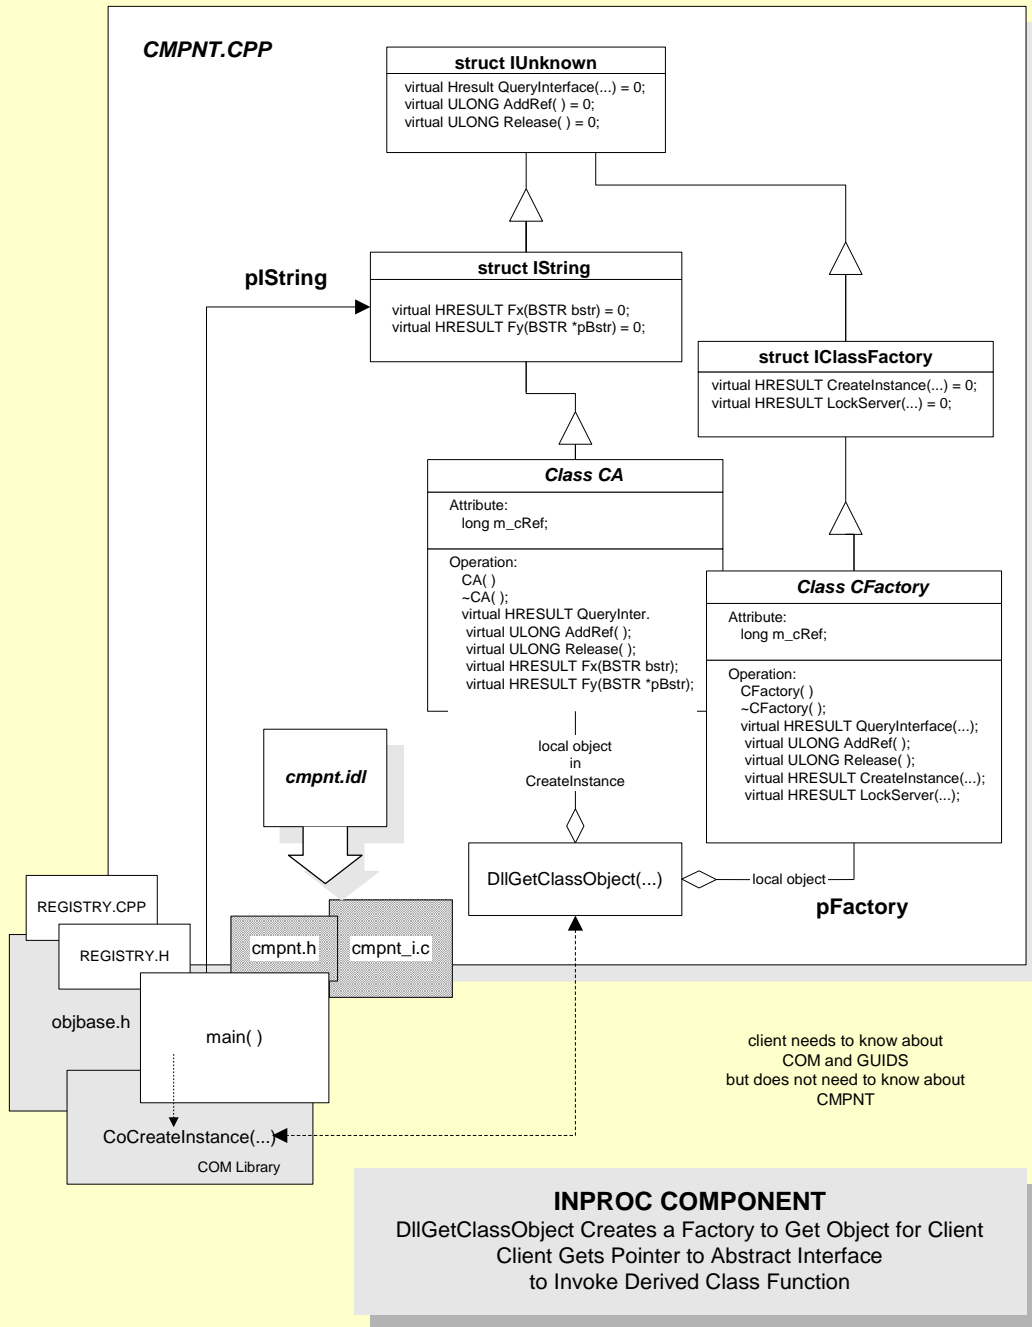 CMPNT.CPP
struct IUnknown
virtual Hresult QueryInterface(...) = 0;
virtual ULONG AddRef( ) = 0;
virtual ULONG Release( ) = 0;
pIString
struct IString
virtual HRESULT Fx(BSTR bstr) = 0;
virtual HRESULT Fy(BSTR *pBstr) = 0;
struct IClassFactory
virtual HRESULT CreateInstance(...) = 0;
virtual HRESULT LockServer(...) = 0;
Class CA
Attribute:
long m_cRef;
Operation:
CA( )
~CA( );
virtual HRESULT QueryInter.
virtual ULONG AddRef( );
virtual ULONG Release( );
virtual HRESULT Fx(BSTR bstr);
virtual HRESULT Fy(BSTR *pBstr);
Class CFactory
Attribute:
long m_cRef;
Operation:
CFactory( )
~CFactory( );
virtual HRESULT QueryInterface(...);
virtual ULONG AddRef( );
virtual ULONG Release( );
virtual HRESULT CreateInstance(...);
virtual HRESULT LockServer(...);
local object
in
CreateInstance
cmpnt.idl
DllGetClassObject(...)
local object
pFactory
REGISTRY.CPP
REGISTRY.H
cmpnt.h
cmpnt_i.c
objbase.h
main( )
CoCreateInstance(...)
COM Library
client needs to know about
COM and GUIDS
but does not need to know about
CMPNT
INPROC COMPONENT
DllGetClassObject Creates a Factory to Get Object for Client
Client Gets Pointer to Abstract Interface
to Invoke Derived Class Function